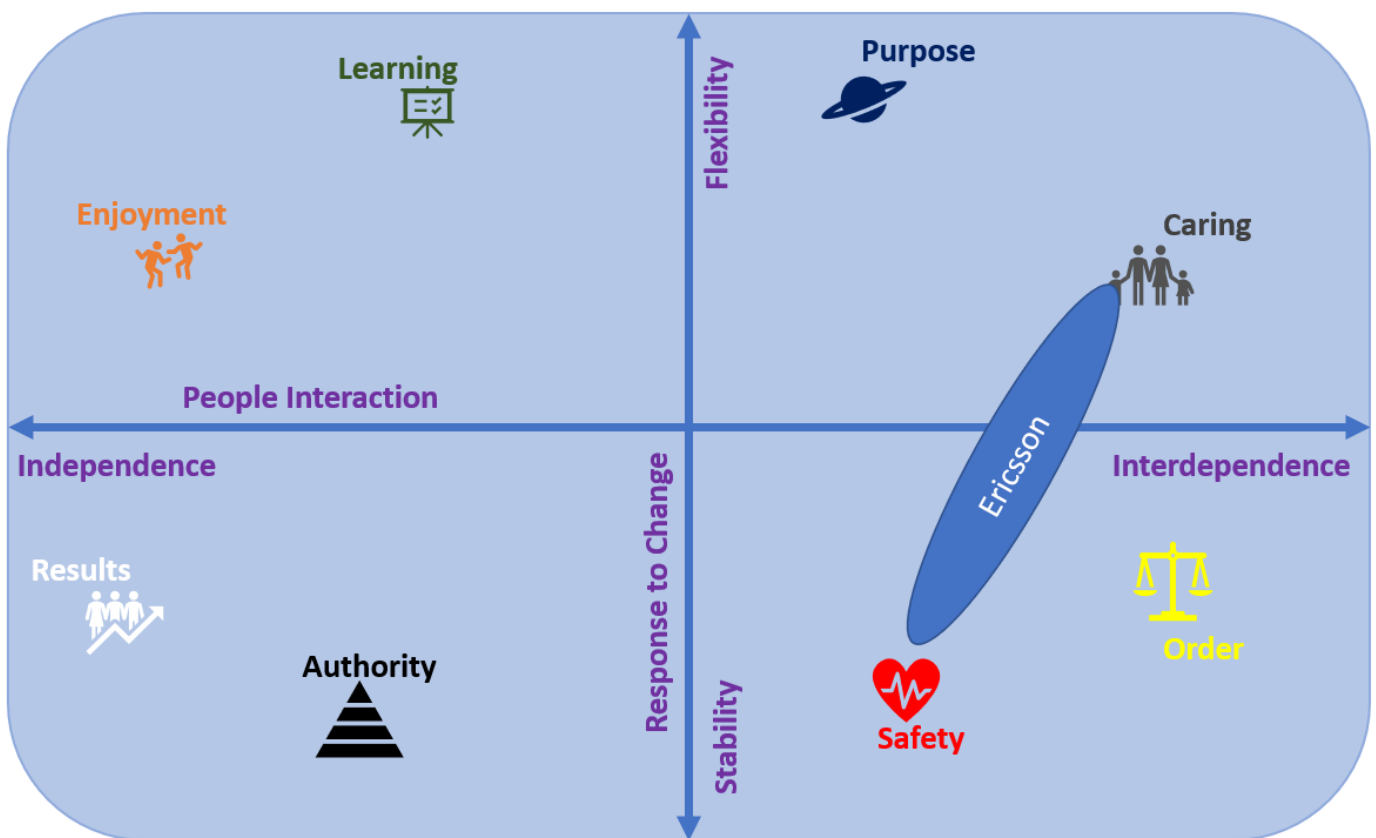 Learning
Purpose
Flexibility
Enjoyment
Caring
People Interaction
Independence
Interdependence
Ericsson
Response to Change
Results
Order
Authority
Safety
Stability